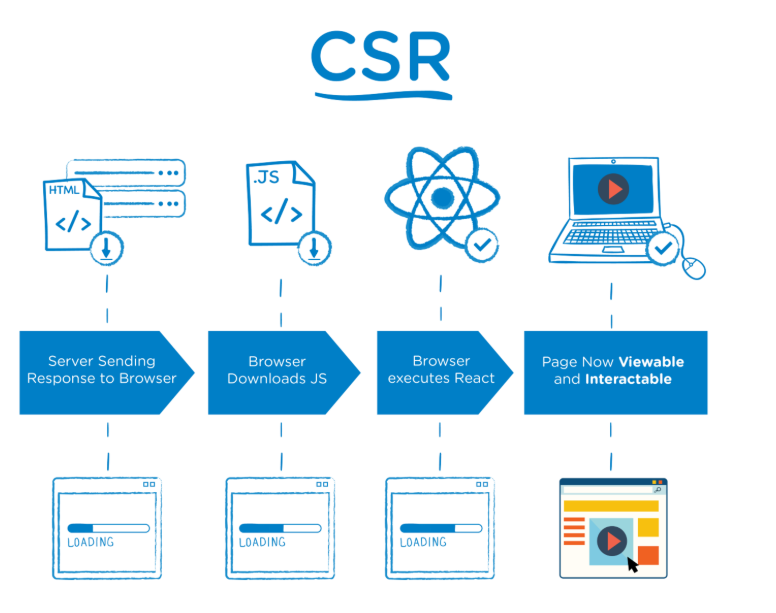 CSR
HTML
</>
.JS
</>
Server Sending
Response to Browser
Browser
Downloads JS
Browser
executes React
Page Now Viewable
and Interactable
LOADING
LOADING
LOADING